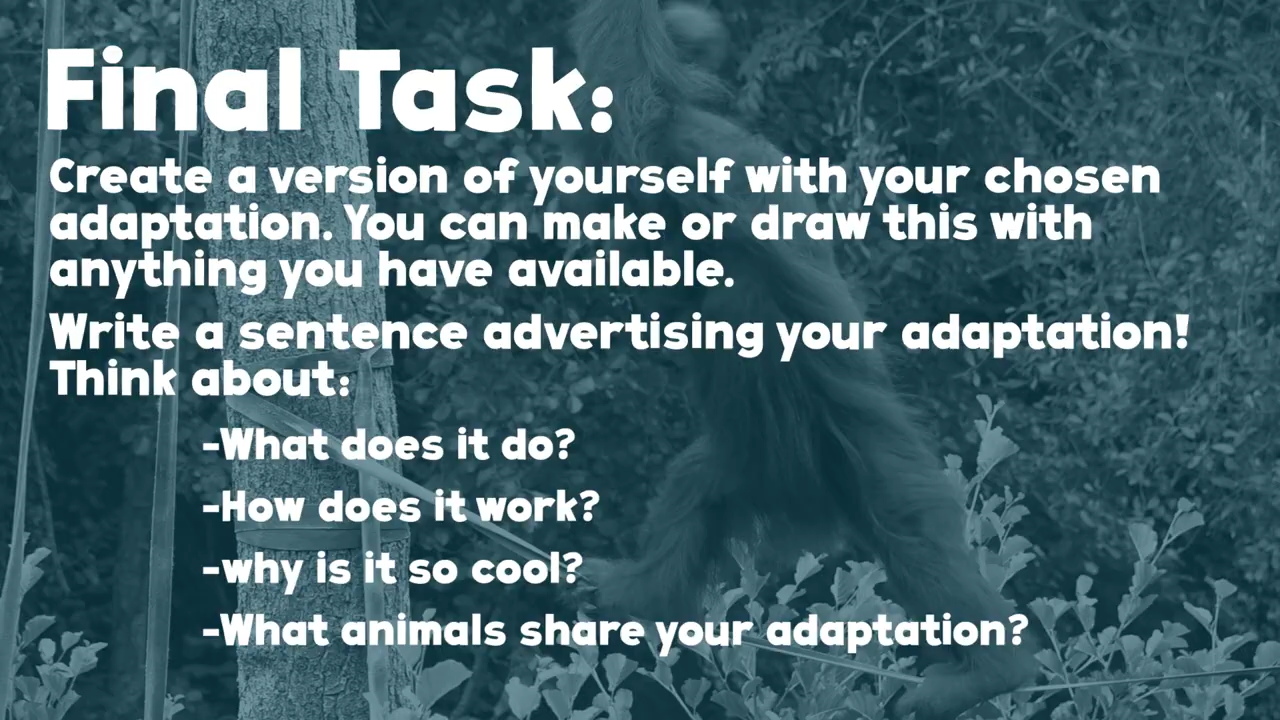 Final Task:
Create a version of yourself with your chosen
adaptation. You can make or draw this with
anything you have available.
Write a sentence advertising your adaptation!
Think about:
-What does it do?
-How does it work?
-why is it so cool?
-What animals share your adaptation?